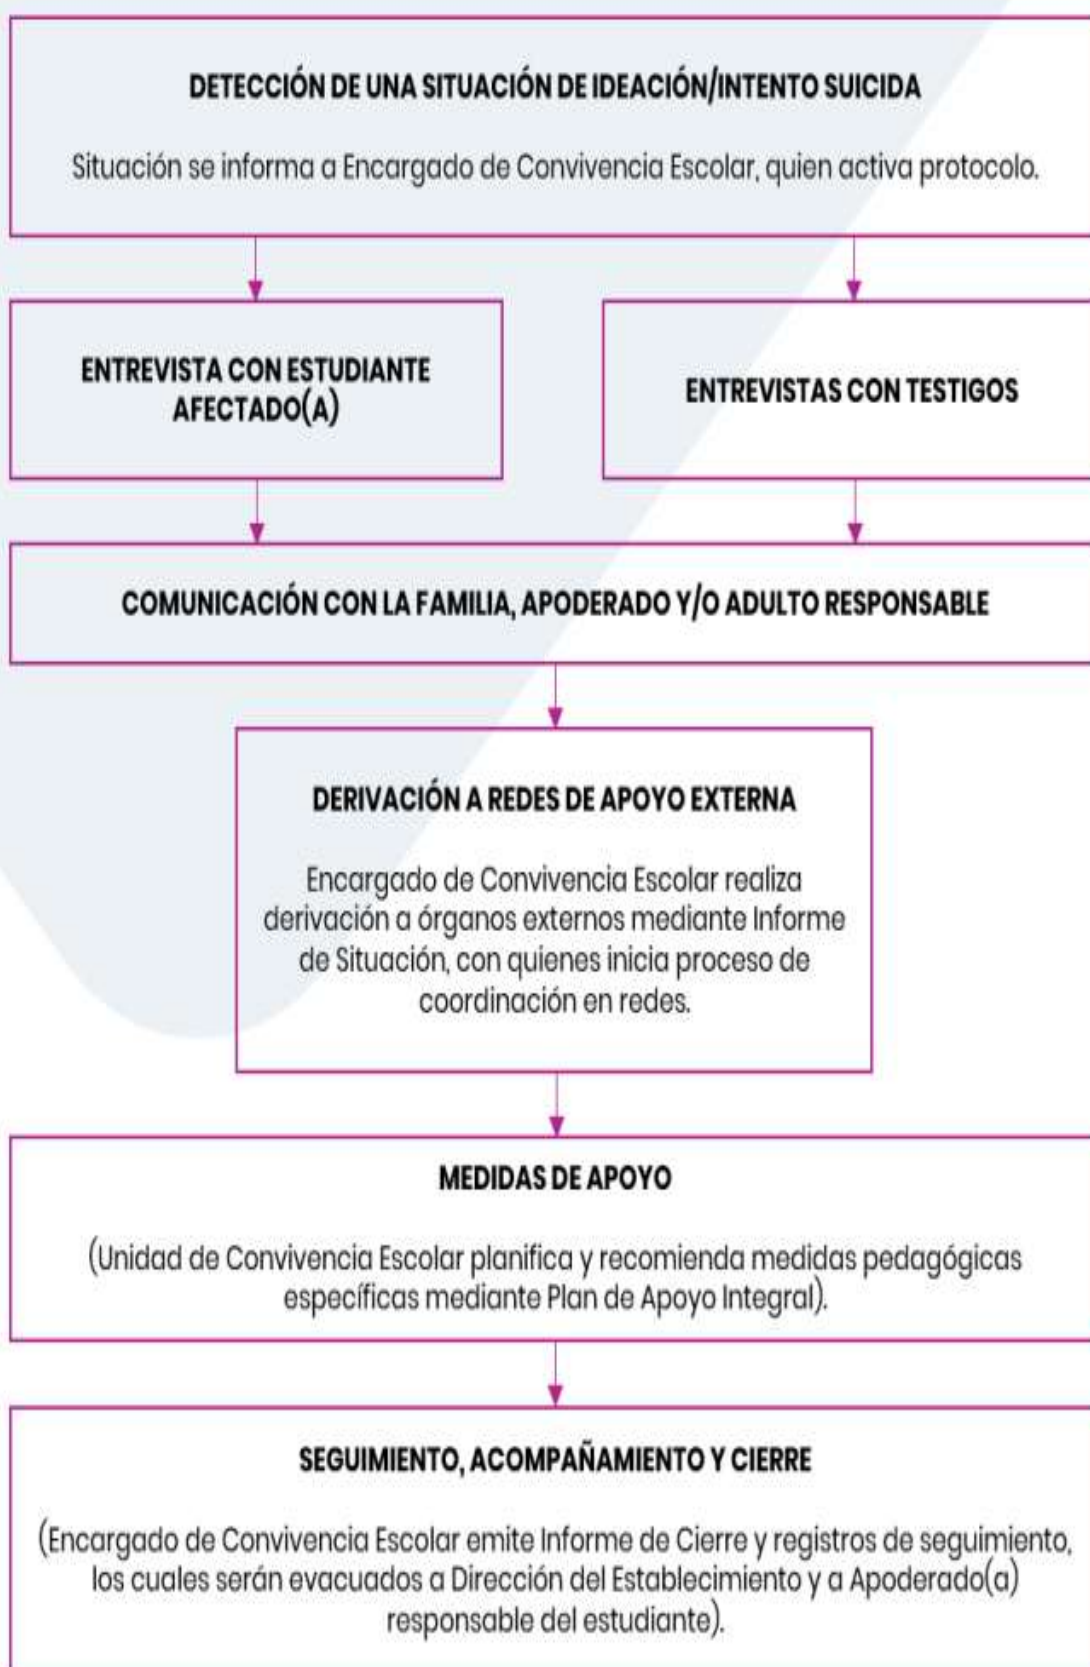 DETECCIÓN DE UNA SITUACIÓN DE IDEACIÓN/INTENTO SUICIDA
Situación se informa a Encargado de Convivencia Escolar, quien activa protocolo.
ENTREVISTA CON ESTUDIANTE
AFECTADO(A)
ENTREVISTAS CON TESTIGOS
COMUNICACIÓN CON LA FAMILIA, APODERADO Y/O ADULTO RESPONSABLE
DERIVACIÓN A REDES DE APOYO EXTERNA
Encargado de Convivencia Escolar realiza
derivación a órganos externos mediante Informe
de Situación, con quienes inicia proceso de
coordinación en redes.
MEDIDAS DE APOYO
(Unidad de Convivencia Escolar planifica y recomienda medidas pedagógicas
específicas mediante Plan de Apoyo Integral).
SEGUIMIENTO, ACOMPAÑAMIENTO Y CIERRE
(Encargado de Convivencia Escolar emite Informe de Cierre y registros de seguimiento,
los cuales serán evacuados a Dirección del Establecimiento y a Apoderado(a)
responsable del estudiante).